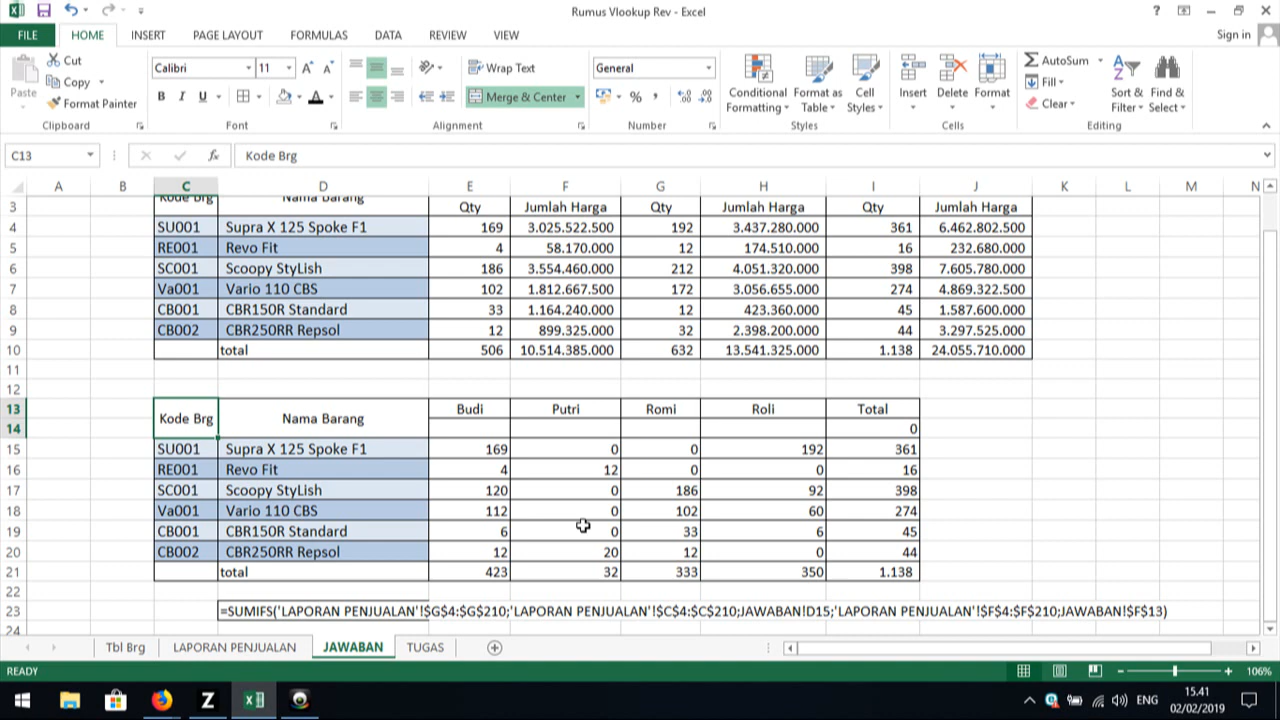 Rumus Vlookup Rev - Excel
FILE HOME INSERT PAGE LAYOUT FORMULAS DATA REVIEW VIEW Sign in
Cut
Copy
Format Painter
Paste
Clipboard
Calibri 11
B I U
Font
Wrap Text
Merge & Center
Alignment
General
Number
Conditional Formatting
Format as Table
Cell Styles
Styles
Insert Delete Format
Cells
AutoSum
Fill
Clear
Sort & Filter
Find & Select
Editing
C13 fx Kode Brg
A B C D E F G H I J K L M N
Kode Brg Nama Barang
3 Qty Jumlah Harga Qty Jumlah Harga Qty Jumlah Harga
4 SU001 Supra X 125 Spoke F1 169 3.025.522.500 192 3.437.280.000 361 6.462.802.500
5 RE001 Revo Fit 4 58.170.000 12 174.510.000 16 232.680.000
6 SC001 Scoopy StyLish 186 3.554.460.000 212 4.051.320.000 398 7.605.780.000
7 Va001 Vario 110 CBS 102 1.812.667.500 172 3.056.655.000 274 4.869.322.500
8 CB001 CBR150R Standard 33 1.164.240.000 12 423.360.000 45 1.587.600.000
9 CB002 CBR250RR Repsol 12 899.325.000 32 2.398.200.000 44 3.297.525.000
10 total 506 10.514.385.000 632 13.541.325.000 1.138 24.055.710.000
11
12
13 Kode Brg Nama Barang Budi Putri Romi Roli Total
14 0
15 SU001 Supra X 125 Spoke F1 169 0 0 192 361
16 RE001 Revo Fit 4 12 0 0 16
17 SC001 Scoopy StyLish 120 0 186 92 398
18 Va001 Vario 110 CBS 112 0 102 60 274
19 CB001 CBR150R Standard 6 0 33 6 45
20 CB002 CBR250RR Repsol 12 20 12 0 44
21 total 423 32 333 350 1.138
22
23 =SUMIFS('LAPORAN PENJUALAN'!$G$4:$G$210;'LAPORAN PENJUALAN'!$C$4:$C$210;JAWABAN!D15;'LAPORAN PENJUALAN'!$F$4:$F$210;JAWABAN!$F$13)
24
Tbl Brg LAPORAN PENJUALAN JAWABAN TUGAS
READY 106%
ENG 15.41
02/02/2019